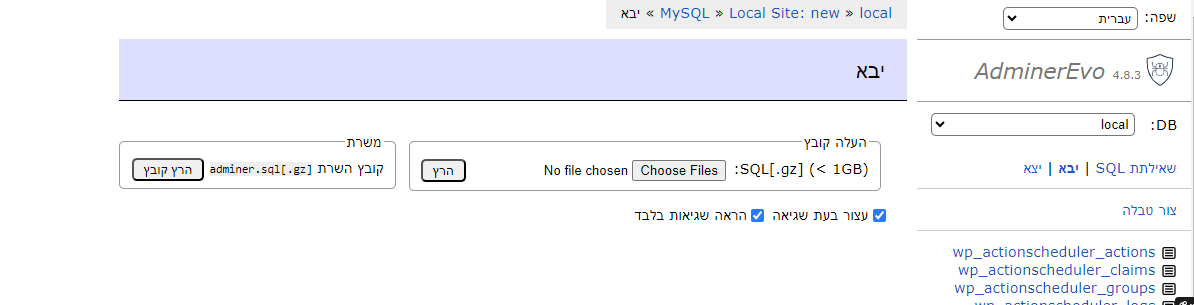 local » Local Site: new » MySQL » יבא
שפה: עברית
יבא
AdminerEvo 4.8.3
DB: local
העלה קובץ
SQL[.gz] (< 1GB): Choose Files No file chosen הרץ
משרת
קובץ השרת adminer.sql[.gz] הרץ קובץ
עצור בעת שגיאה הראה שגיאות בלבד
שאילתת SQL | יבא | יצא
צור טבלה
wp_actionscheduler_actions
wp_actionscheduler_claims
wp_actionscheduler_groups
wp_actionscheduler_logs